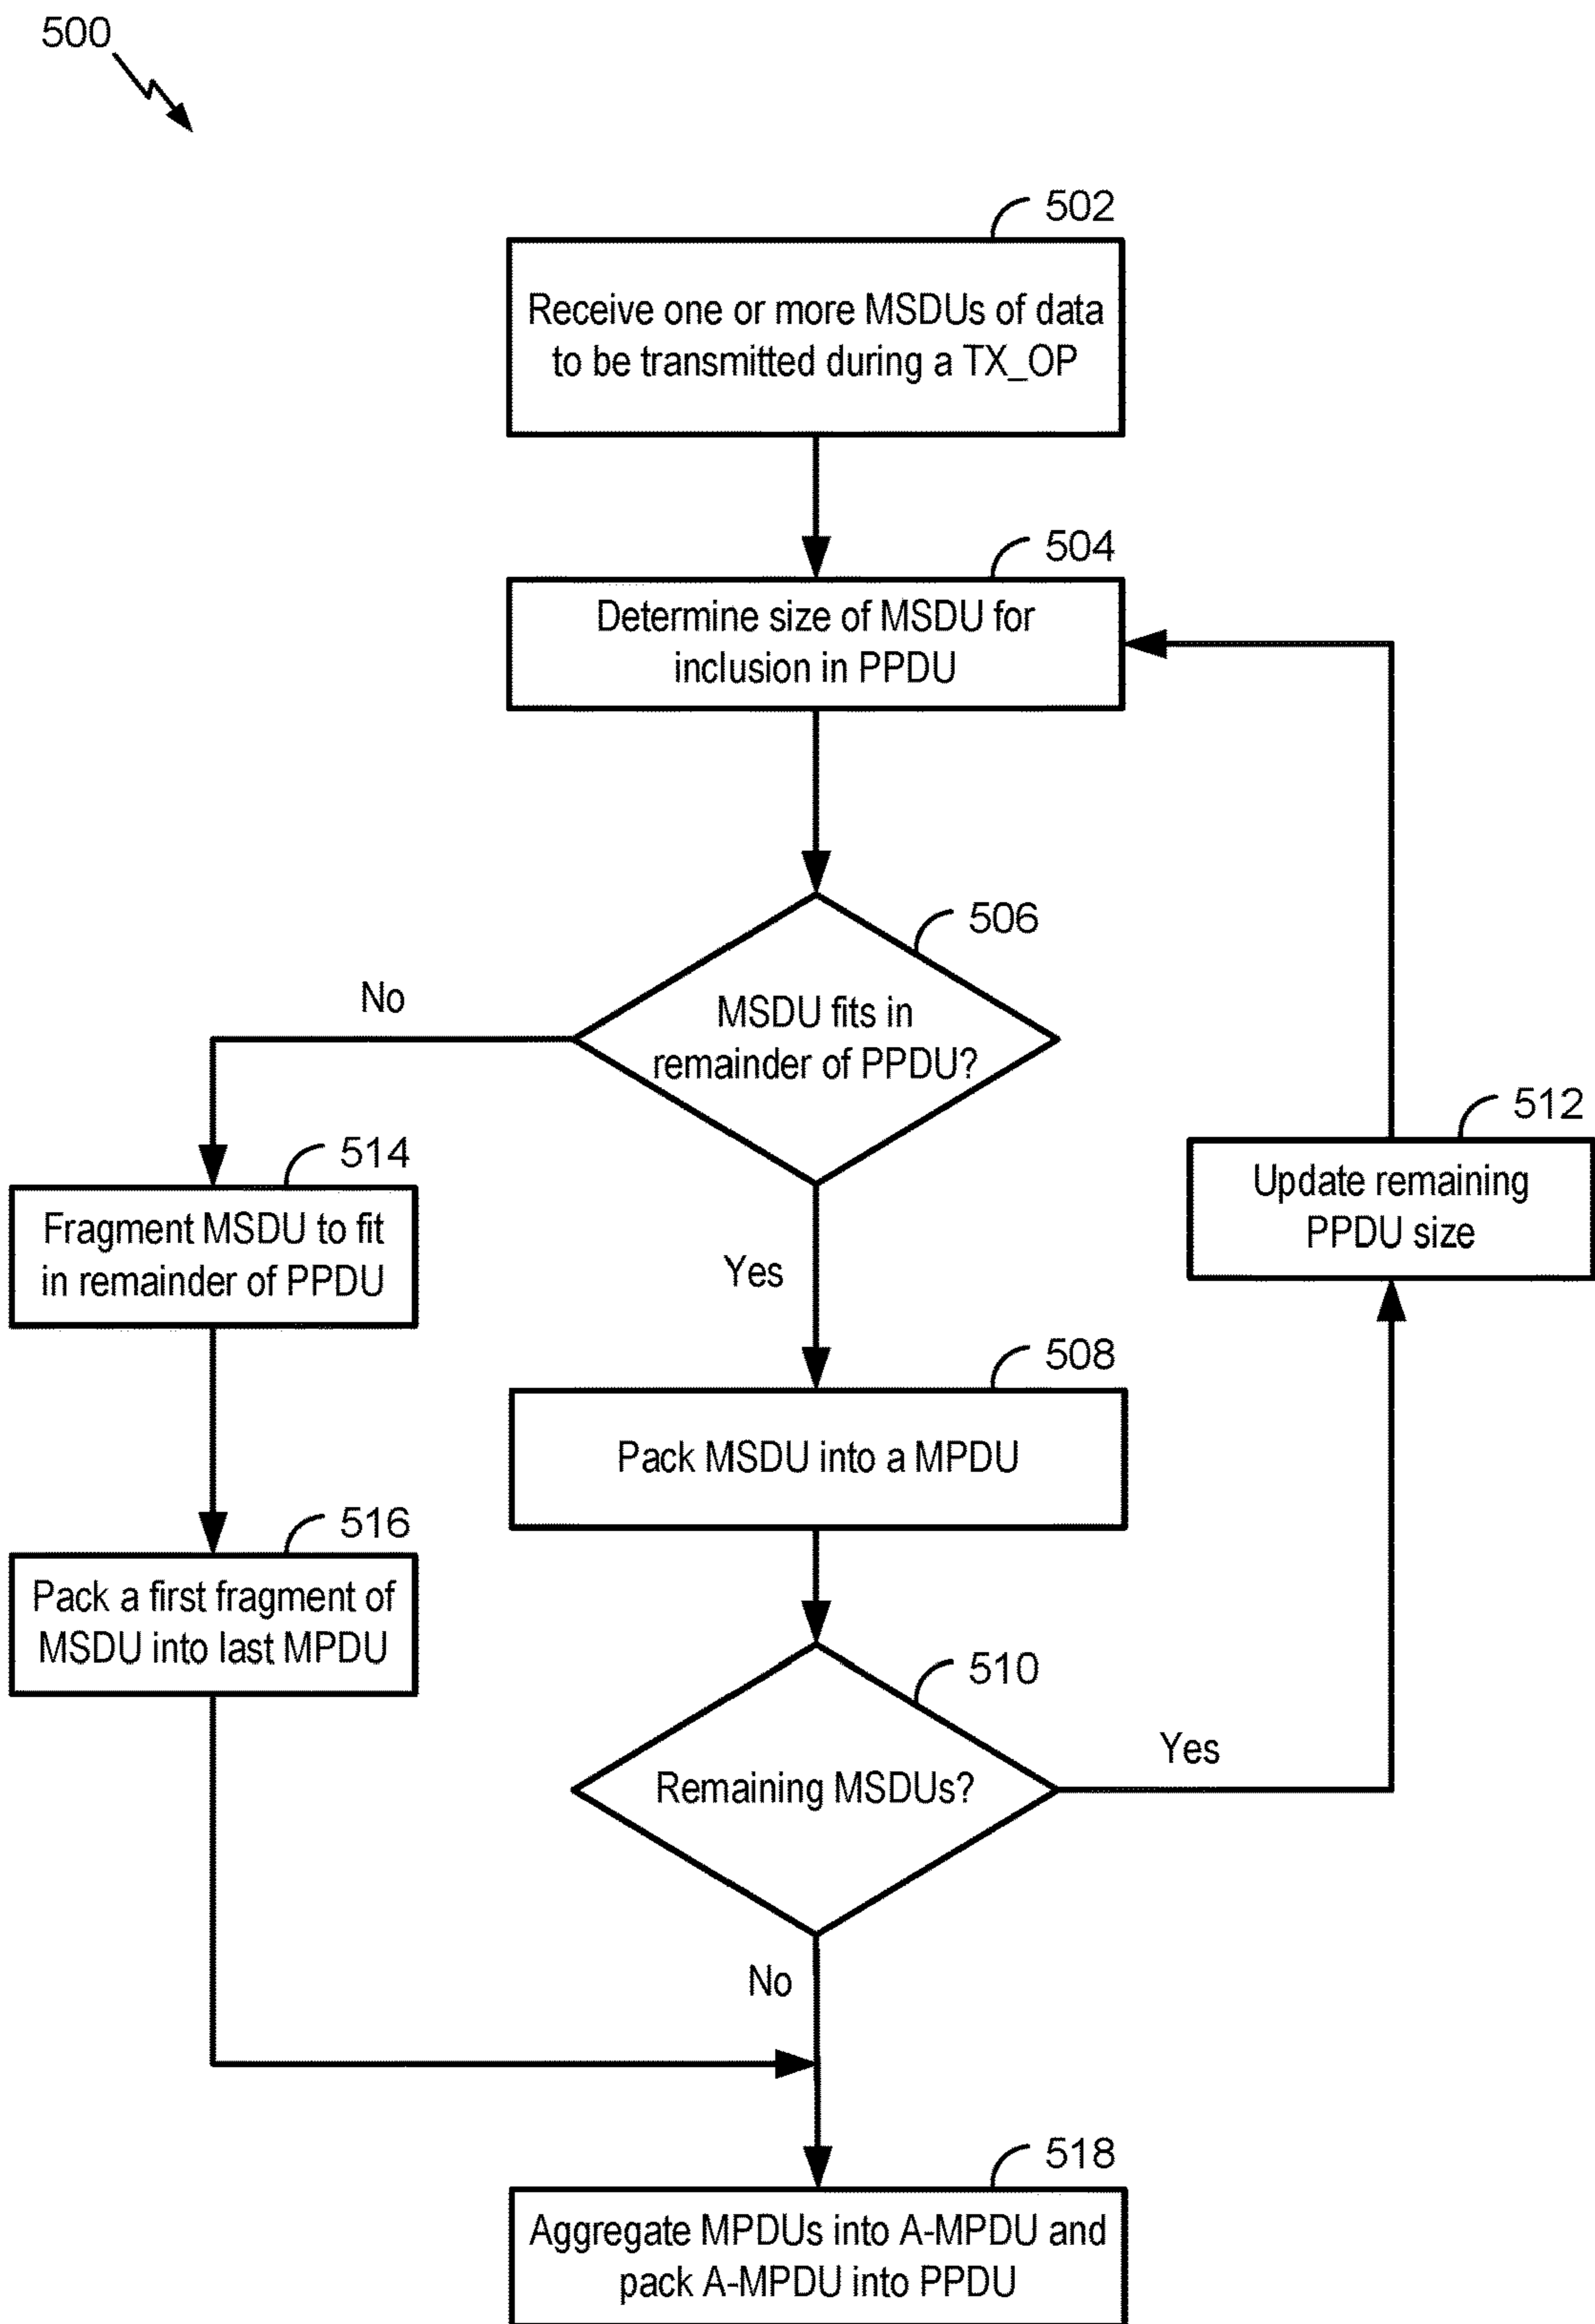 500
502
Receive one or more MSDUs of data
to be transmitted during a TX_OP
504
Determine size of MSDU for
inclusion in PPDU
506
No
MSDU fits in
remainder of PPDU?
512
Update remaining
PPDU size
514
Fragment MSDU to fit
in remainder of PPDU
Yes
508
Pack MSDU into a MPDU
516
Pack a first fragment of
MSDU into last MPDU
510
Yes
Remaining MSDUs?
No
518
Aggregate MPDUs into A-MPDU and
pack A-MPDU into PPDU